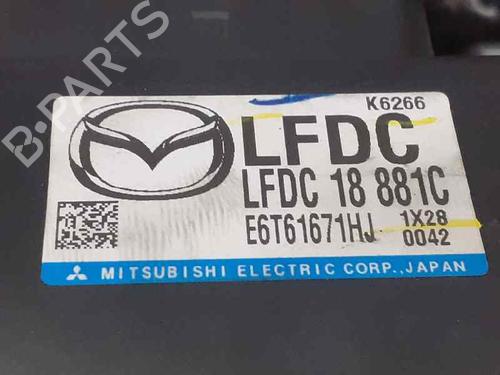 B-PARTS
K6266
LFDC
LFDC 18 881C
E6T61671HJ 1X28
0042
MITSUBISHI ELECTRIC CORP., JAPAN